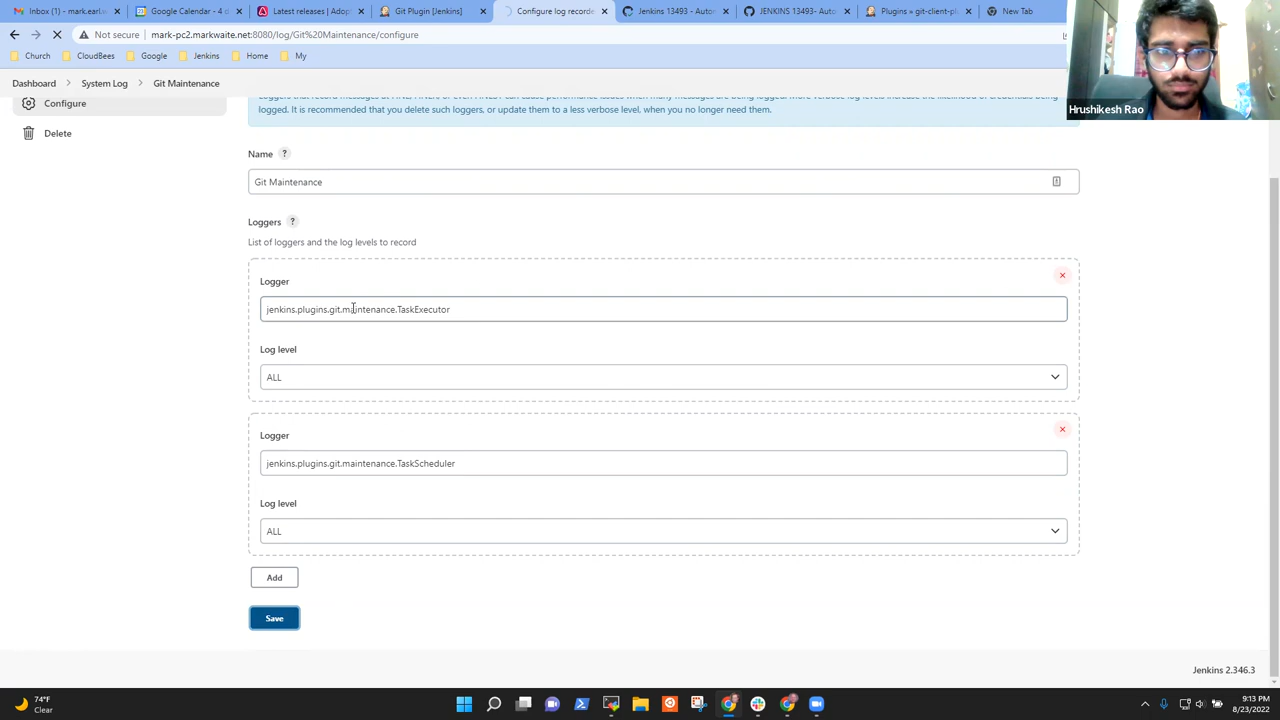 Inbox (1) - mark.earla
Google Calendar - 4 d
Latest releases | Adop
Git Plugin [Jenkins]
Configure log recorde
Jenkins 13493 - Auto
JENKINS 13493- Auto
Plugins » git-client-pl
New Tab
Not secure | mark-pc2.markwaite.net:8080/log/Git%20Maintenance/configure
Church
CloudBees
Google
Jenkins
Home
My
Dashboard
System Log
Git Maintenance
Configure
Delete
logged. It is recommended that you delete such loggers, or update them to a less verbose level, when you no longer need them.
Hrushikesh Rao
Name ?
Git Maintenance
Loggers ?
List of loggers and the log levels to record
Logger
jenkins.plugins.git.maintenance.TaskExecutor
Log level
ALL
Logger
jenkins.plugins.git.maintenance.TaskScheduler
Log level
ALL
Add
Save
Jenkins 2.346.3
74°F
Clear
9:13 PM
8/23/2022